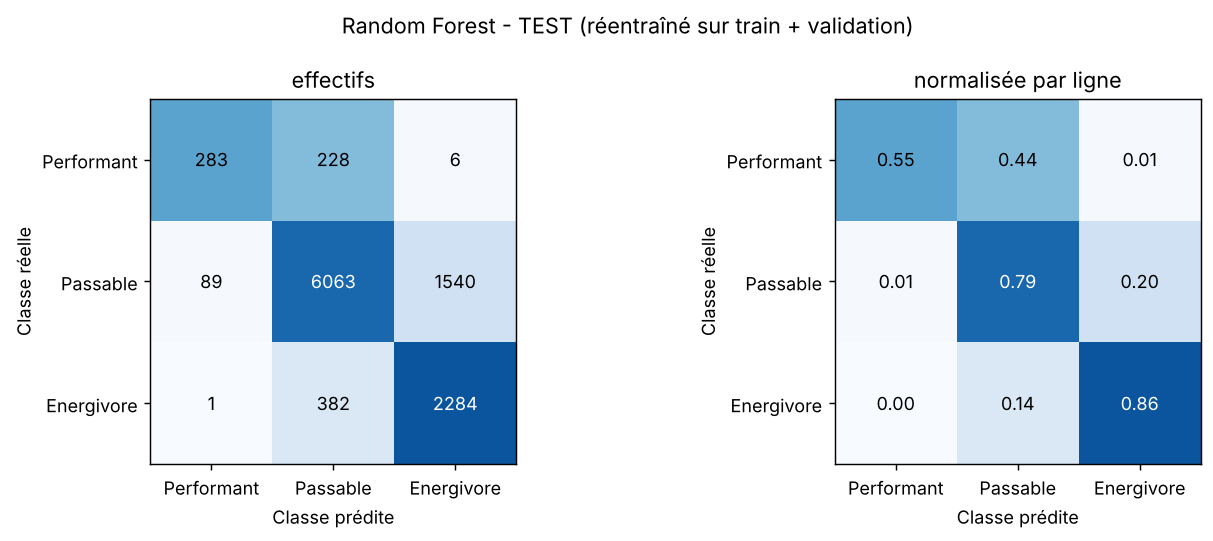 Random Forest - TEST (réentraîné sur train + validation)
effectifs
Classe réelle
Performant 283 228 6
Passable 89 6063 1540
Energivore 1 382 2284
Performant Passable Energivore
Classe prédite
normalisée par ligne
Classe réelle
Performant 0.55 0.44 0.01
Passable 0.01 0.79 0.20
Energivore 0.00 0.14 0.86
Performant Passable Energivore
Classe prédite